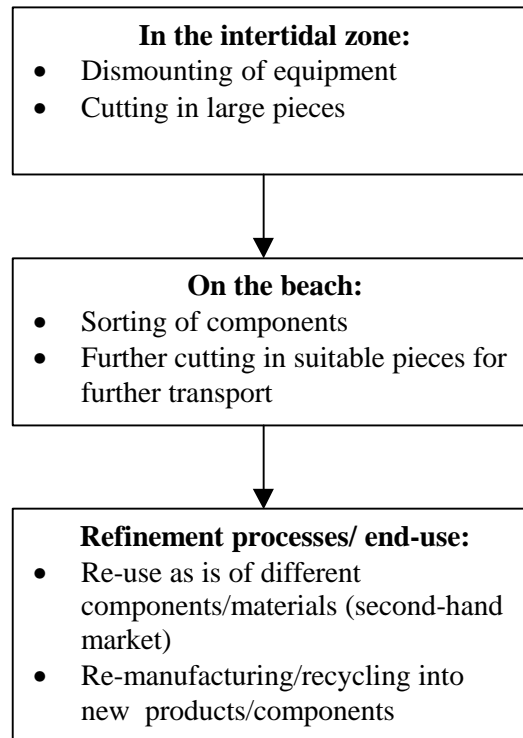 In the intertidal zone:
• Dismounting of equipment
• Cutting in large pieces
On the beach:
• Sorting of components
• Further cutting in suitable pieces for
further transport
Refinement processes/ end-use:
• Re-use as is of different
components/materials (second-hand
market)
• Re-manufacturing/recycling into
new products/components